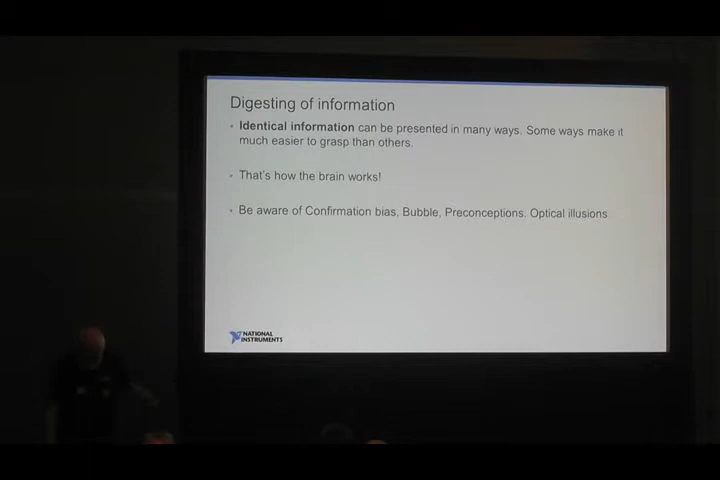 Digesting of information
• Identical information can be presented in many ways. Some ways make it
much easier to grasp than others.
• That's how the brain works!
• Be aware of Confirmation bias, Bubble, Preconceptions, Optical illusions
NATIONAL
INSTRUMENTS